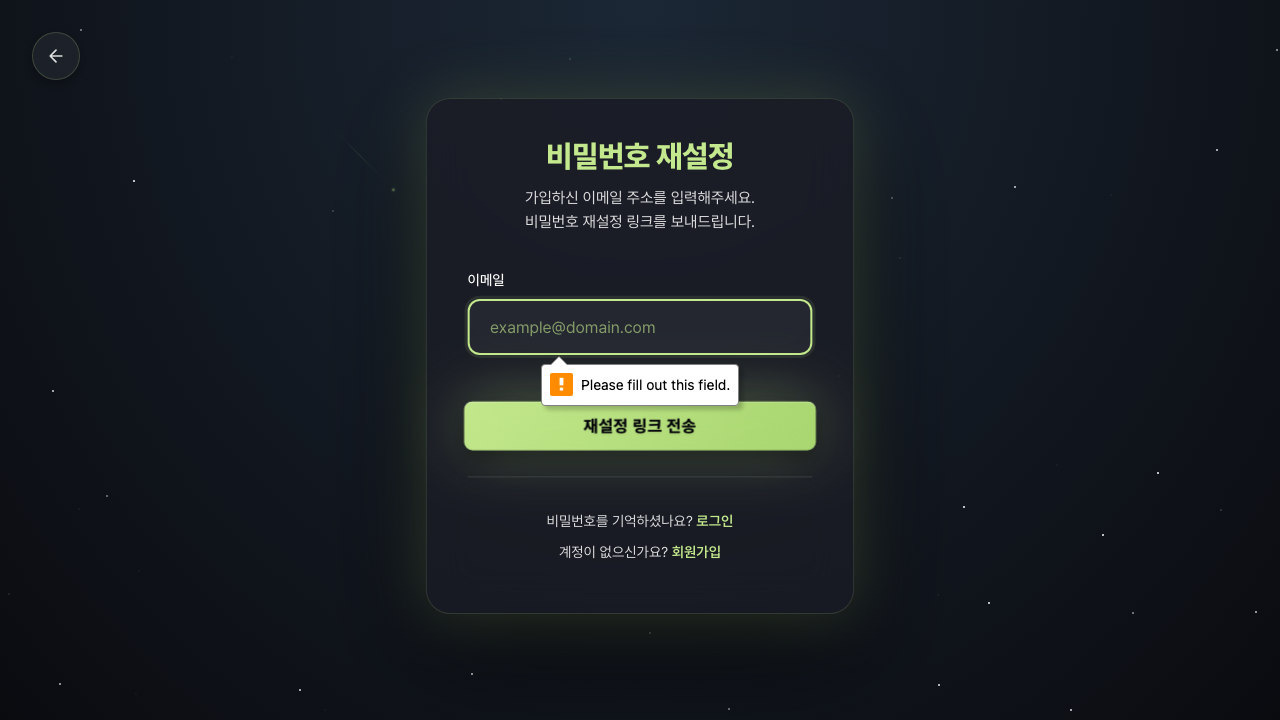 비밀번호 재설정
가입하신 이메일 주소를 입력해주세요.
비밀번호 재설정 링크를 보내드립니다.
이메일
example@domain.com
Please fill out this field.
재설정 링크 전송
비밀번호를 기억하셨나요? 로그인
계정이 없으신가요? 회원가입